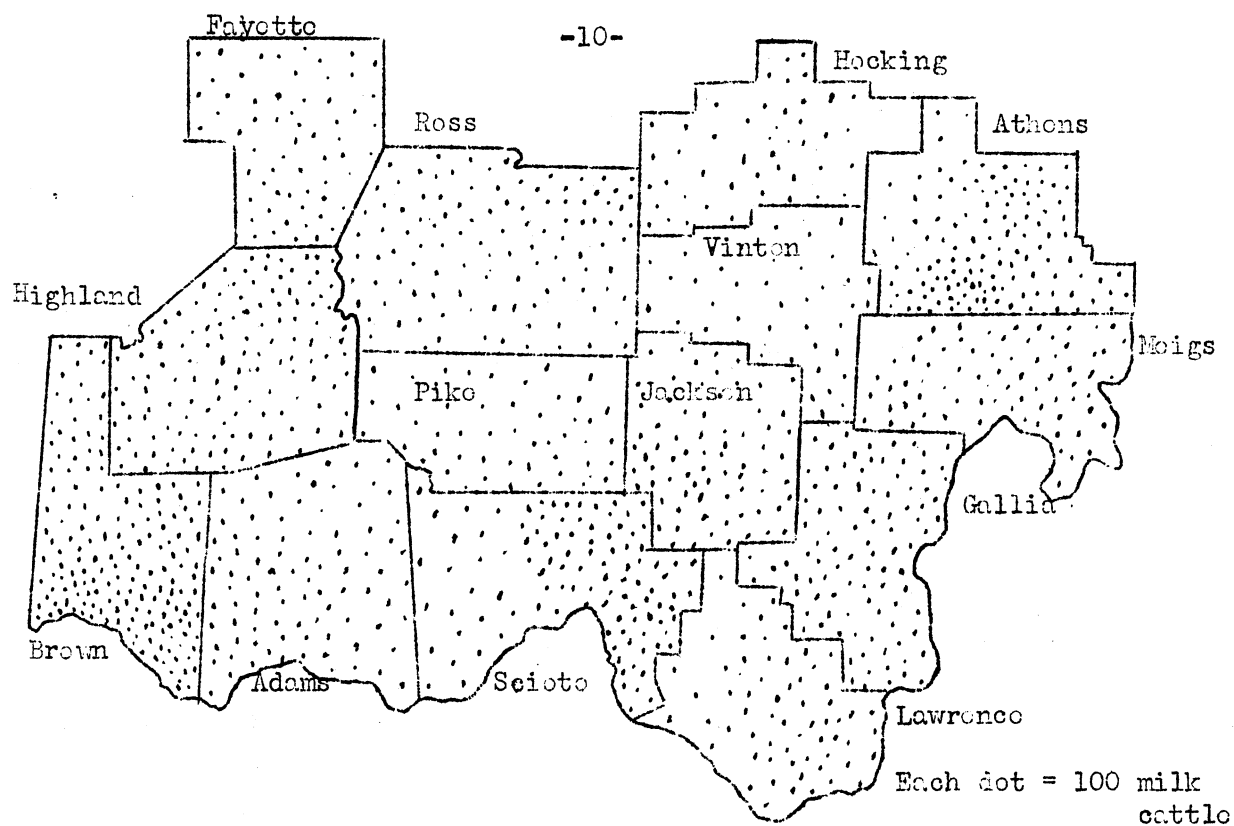 Fayette
-10-
Hocking
Ross
Athens
Vinton
Highland
Meigs
Pike
Jackson
Gallia
Brown
Adams
Scioto
Lawrence
Each dot = 100 milk
cattle